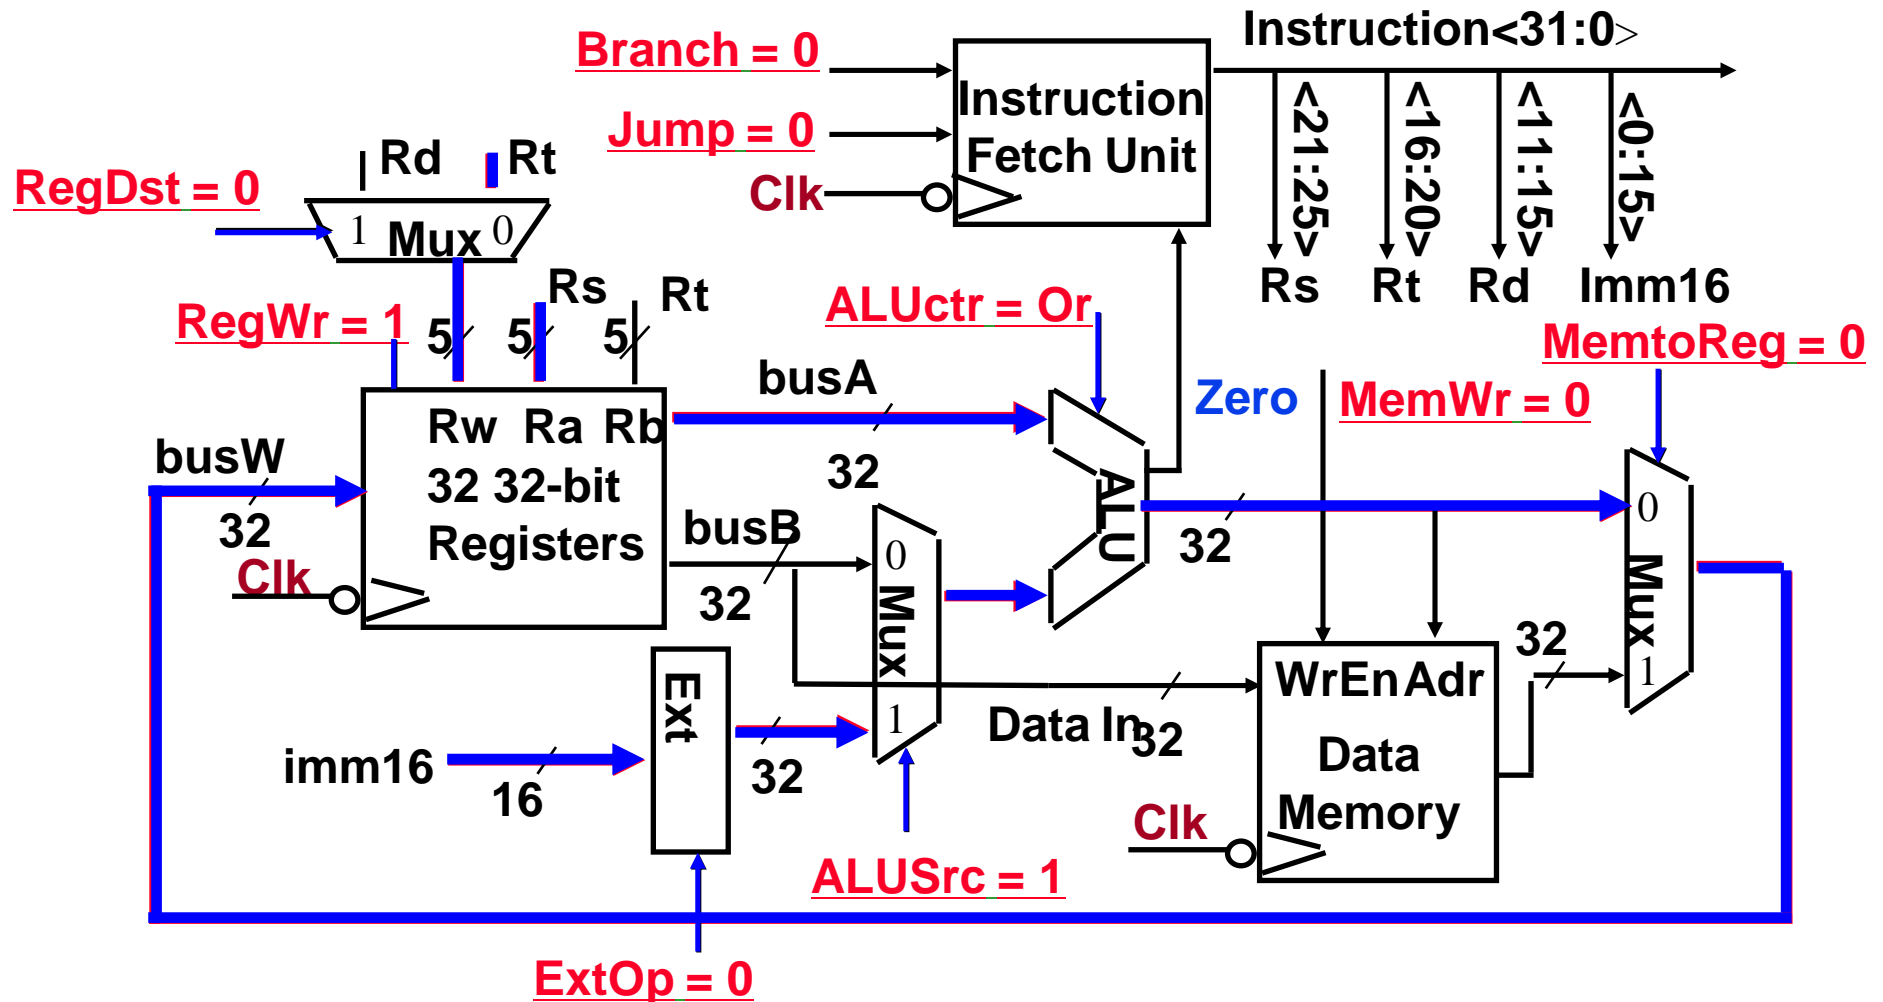 Instruction<31:0>
Branch = 0
Instruction
Fetch Unit
Jump = 0
Clk
<21:25>
<16:20>
<11:15>
<0:15>
Rs
Rt
Rd
Imm16
Rd
Rt
RegDst = 0
1
Mux
0
Rs
Rt
RegWr = 1
5
5
5
ALUctr = Or
MemtoReg = 0
busA
Zero
MemWr = 0
Rw Ra Rb
32 32-bit
Registers
busW
32
Clk
32
ALU
busB
32
0
Mux
1
32
0
Mux
1
32
Ext
imm16
16
32
Data In
32
WrEn Adr
Data
Memory
Clk
ALUSrc = 1
ExtOp = 0